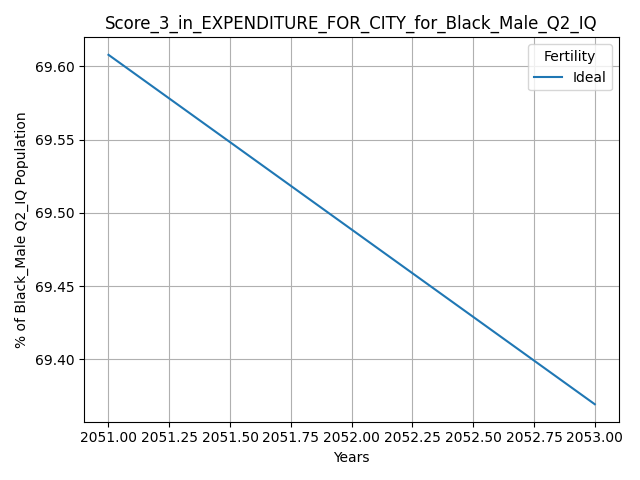 Score_3_in_EXPENDITURE_FOR_CITY_for_Black_Male_Q2_IQ
Fertility
Ideal
% of Black_Male Q2_IQ Population
69.60
69.55
69.50
69.45
69.40
2051.00 2051.25 2051.50 2051.75 2052.00 2052.25 2052.50 2052.75 2053.00
Years